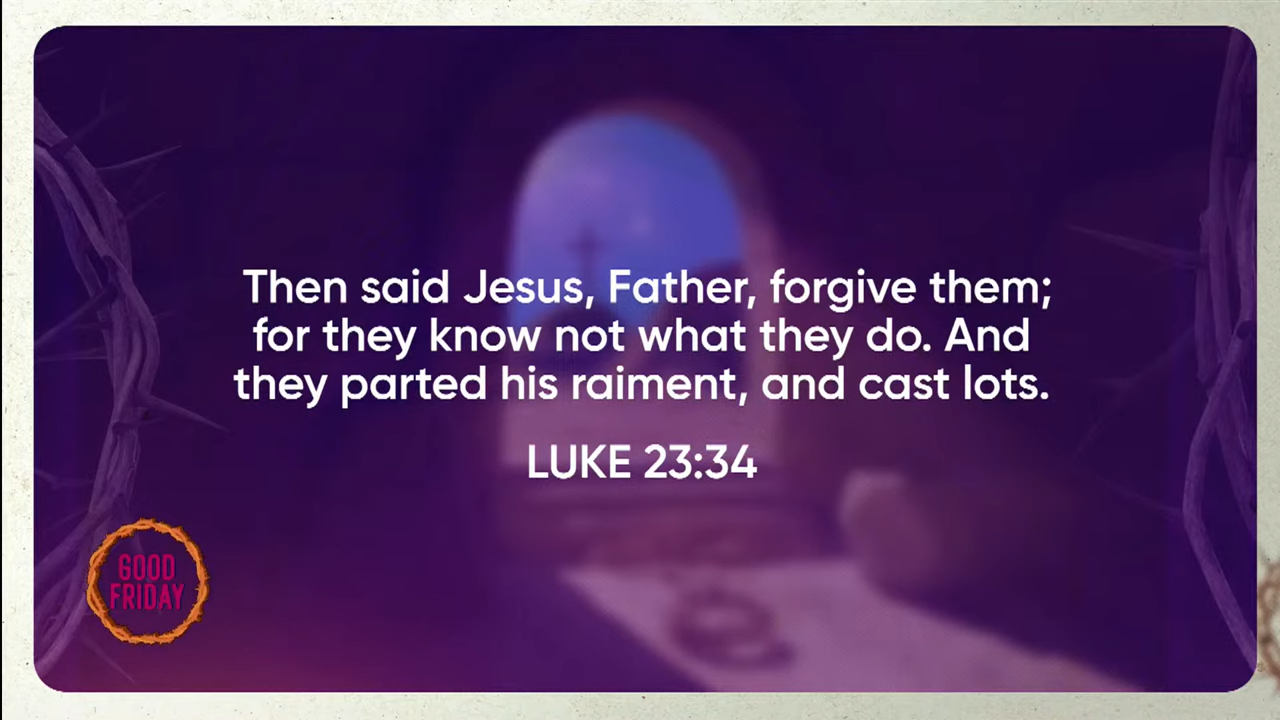 Then said Jesus, Father, forgive them;
for they know not what they do. And
they parted his raiment, and cast lots.
LUKE 23:34
GOOD
FRIDAY